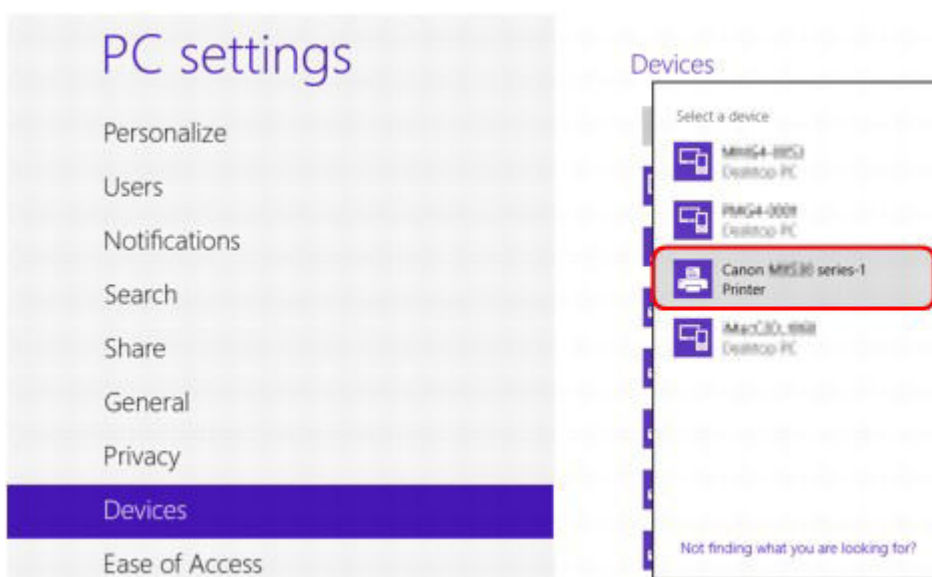 PC settings
Personalize
Users
Notifications
Search
Share
General
Privacy
Devices
Ease of Access
Devices
Select a device
Desktop PC
Desktop PC
Canon series-1
Printer
Desktop PC
Not finding what you are looking for?